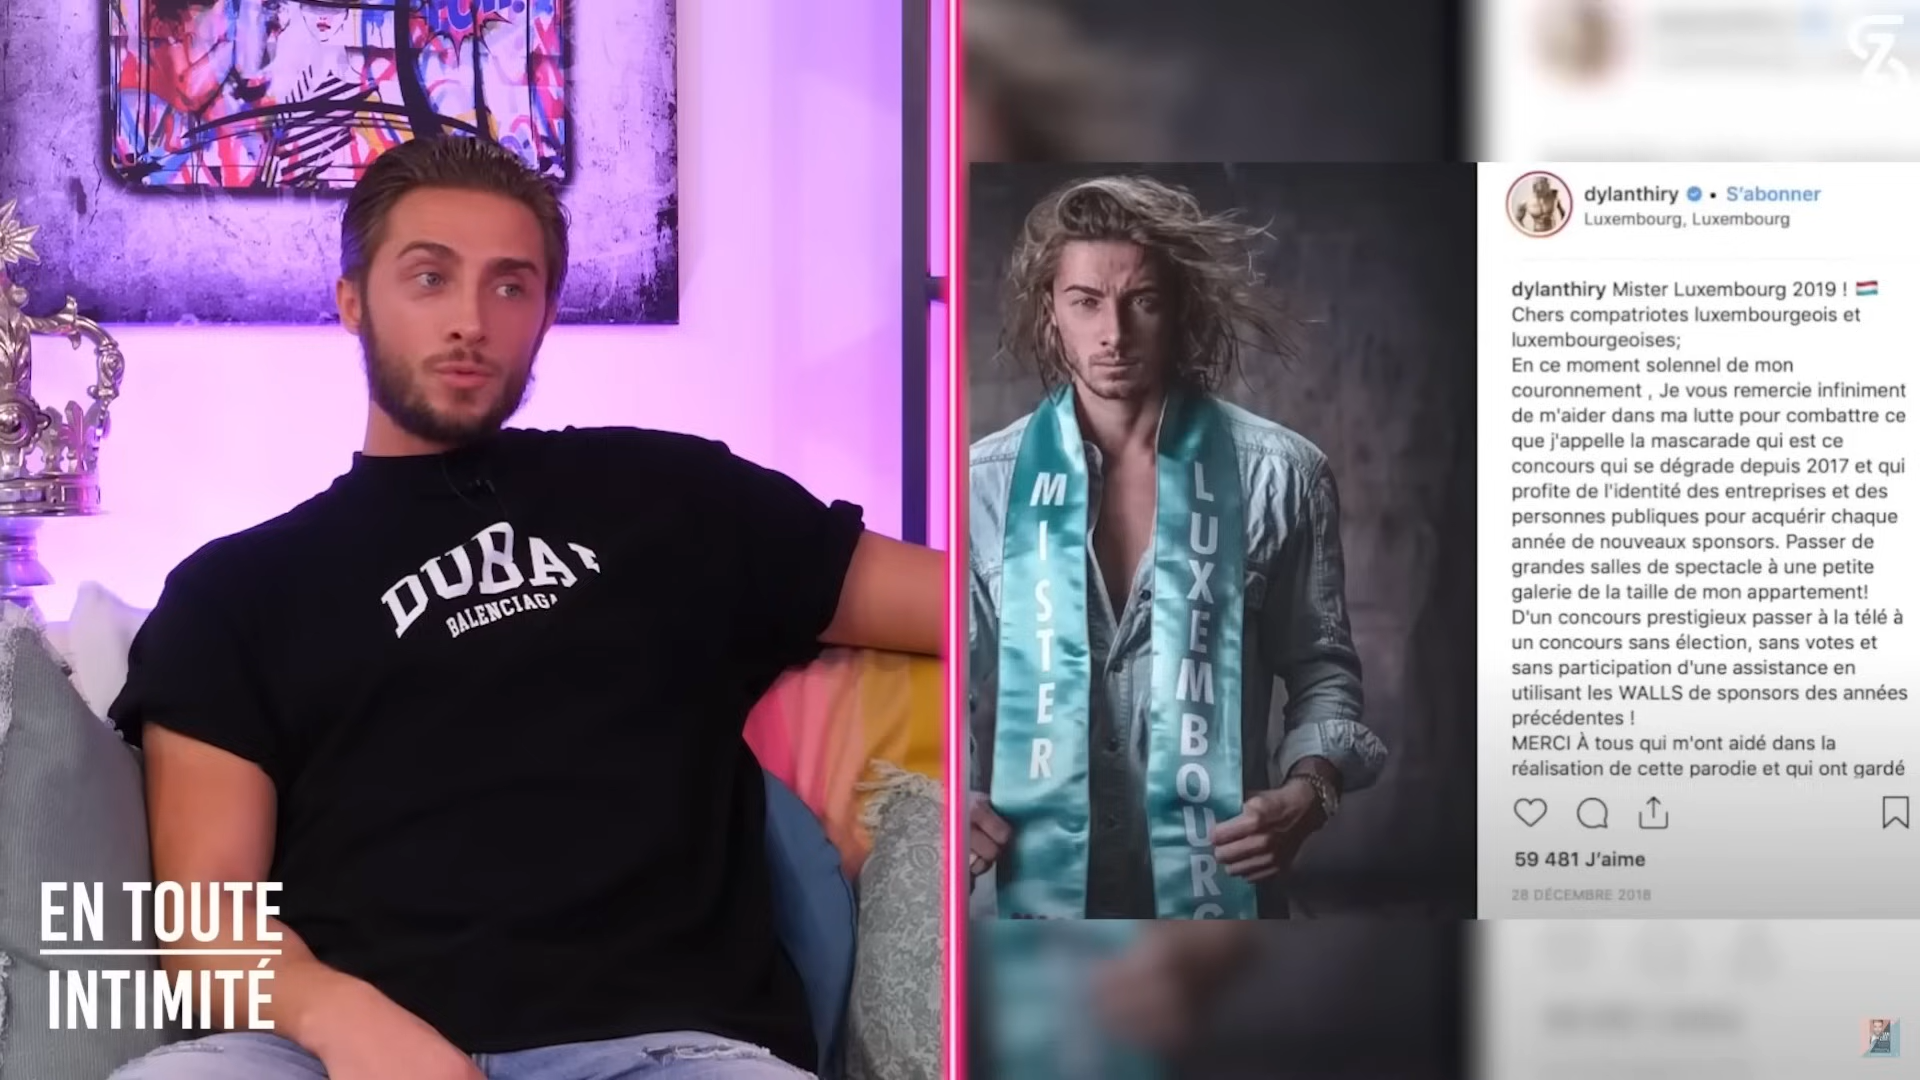 DUBAI
BALENCIAGA
EN TOUTE
INTIMITÉ
MISTER
LUXEMBOURG
dylanthiry • S'abonner
Luxembourg, Luxembourg
dylanthiry Mister Luxembourg 2019 !
Chers compatriotes luxembourgeois et
luxembourgeoises;
En ce moment solennel de mon
couronnement , Je vous remercie infiniment
de m'aider dans ma lutte pour combattre ce
que j'appelle la mascarade qui est ce
concours qui se dégrade depuis 2017 et qui
profite de l'identité des entreprises et des
personnes publiques pour acquérir chaque
année de nouveaux sponsors. Passer de
grandes salles de spectacle à une petite
galerie de la taille de mon appartement!
D'un concours prestigieux passer à la télé à
un concours sans élection, sans votes et
sans participation d'une assistance en
utilisant les WALLS de sponsors des années
précédentes !
MERCI À tous qui m'ont aidé dans la
réalisation de cette parodie et qui ont gardé
59 481 J'aime
28 DÉCEMBRE 2018